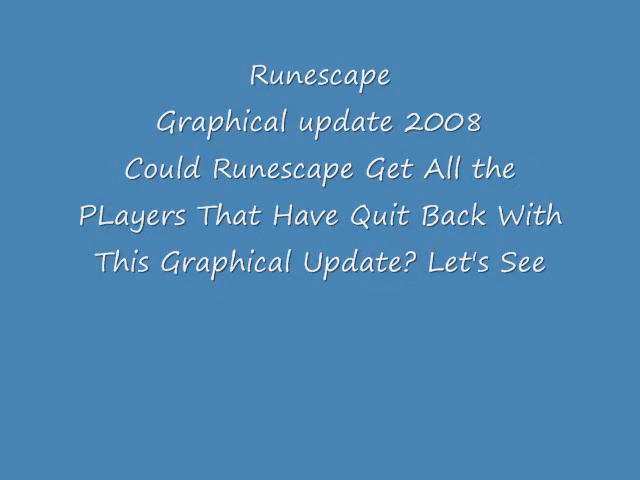 Runescape
Graphical update 2008
Could Runescape Get All the
PLayers That Have Quit Back With
This Graphical Update? Let's See